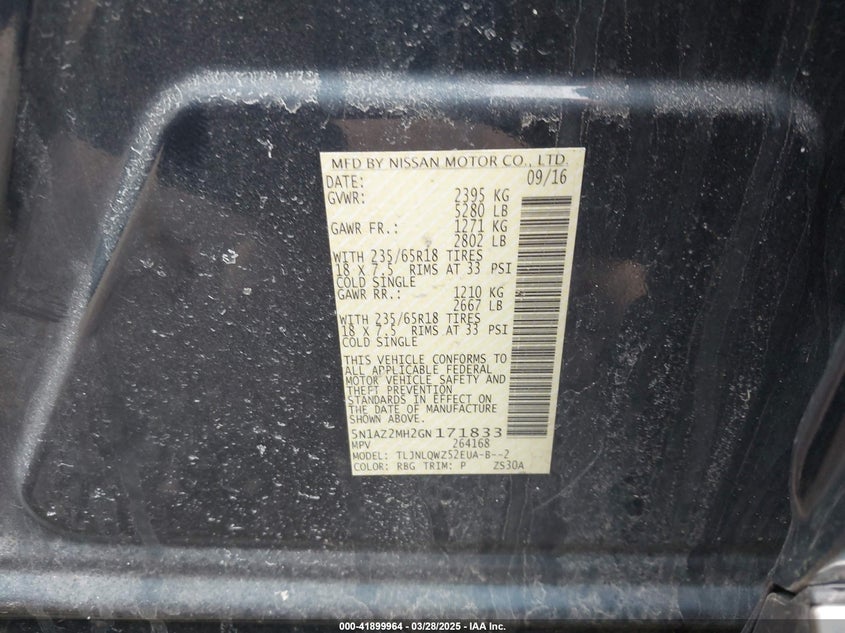 MFD BY NISSAN MOTOR CO., LTD.
DATE: 09/16
GVWR: 2395 KG
5280 LB
GAWR FR.: 1271 KG
2802 LB
WITH 235/65R18 TIRES
18 X 7.5 RIMS AT 33 PSI
COLD SINGLE
GAWR RR.: 1210 KG
2667 LB
WITH 235/65R18 TIRES
18 X 7.5 RIMS AT 33 PSI
COLD SINGLE
THIS VEHICLE CONFORMS TO
ALL APPLICABLE FEDERAL
MOTOR VEHICLE SAFETY AND
THEFT PREVENTION
STANDARDS IN EFFECT ON
THE DATE OF MANUFACTURE
SHOWN ABOVE.
5N1AZ2MH2GN171833
MPV 264168
MODEL: TLJNLQWZ52EUA-B--2
COLOR: RBG TRIM: P ZS30A
000-41899964 — 03/28/2025 - IAA Inc.